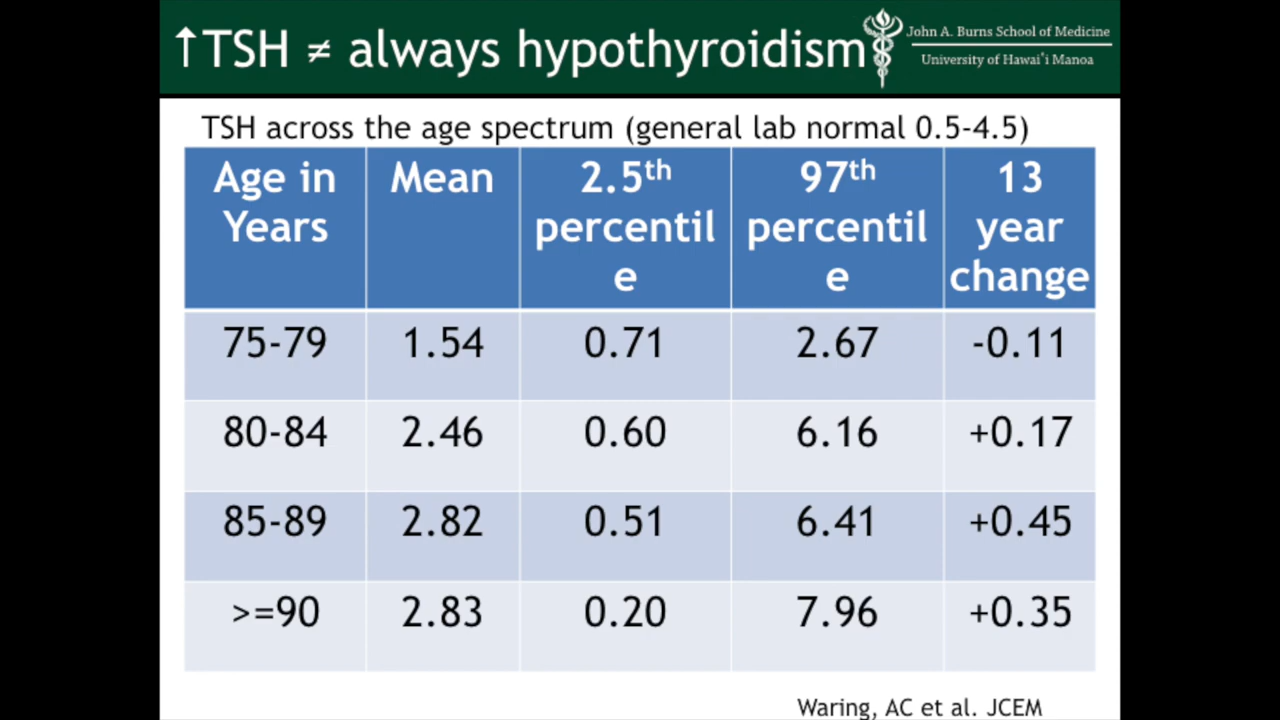 ↑TSH ≠ always hypothyroidism
John A. Burns School of Medicine
University of Hawai'i Manoa
TSH across the age spectrum (general lab normal 0.5-4.5)
Age in Years Mean 2.5th percentile 97th percentile 13 year change
75-79 1.54 0.71 2.67 -0.11
80-84 2.46 0.60 6.16 +0.17
85-89 2.82 0.51 6.41 +0.45
>=90 2.83 0.20 7.96 +0.35
Waring, AC et al. JCEM